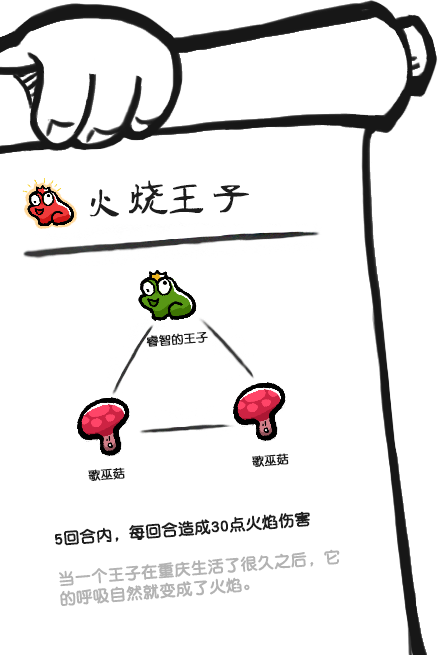 火烧王子
睿智的王子
歌巫菇
歌巫菇
5回合内，每回合造成30点火焰伤害
当一个王子在重庆生活了很久之后，它
的呼吸自然就变成了火焰。